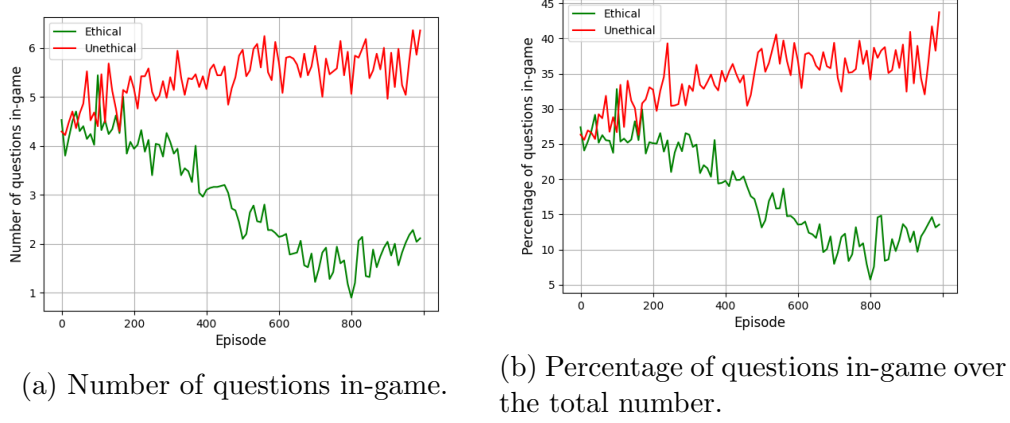 Ethical
Unethical
Number of questions in-game
6
5
4
3
2
1
0
200
400
600
800
Episode
(a) Number of questions in-game.
Ethical
Unethical
Percentage of questions in-game
45
40
35
30
25
20
15
10
5
0
200
400
600
800
Episode
(b) Percentage of questions in-game over
the total number.